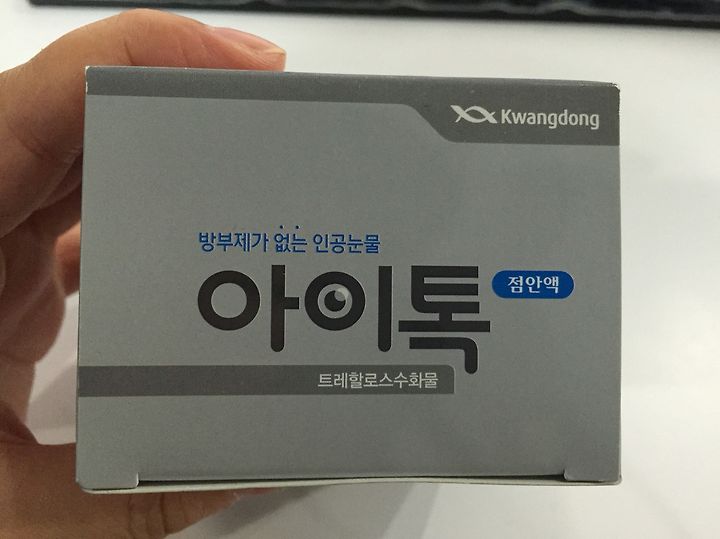 Kwangdong
방부제가 없는 인공눈물
아이톡 점안액
트레할로스수화물